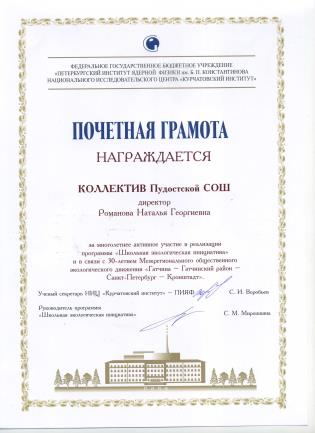 ФЕДЕРАЛЬНОЕ ГОСУДАРСТВЕННОЕ БЮДЖЕТНОЕ УЧРЕЖДЕНИЕ
«ПЕТЕРБУРГСКИЙ ИНСТИТУТ ЯДЕРНОЙ ФИЗИКИ им. Б. П. КОНСТАНТИНОВА
НАЦИОНАЛЬНОГО ИССЛЕДОВАТЕЛЬСКОГО ЦЕНТРА «КУРЧАТОВСКИЙ ИНСТИТУТ»
ПОЧЕТНАЯ ГРАМОТА
НАГРАЖДАЕТСЯ
КОЛЛЕКТИВ Пудостской СОШ
директор
Романова Наталья Георгиевна
за многолетнее активное участие в реализации
программы «Школьная экологическая инициатива»
и в связи с 30-летием Межрегионального общественного
экологического движения «Гатчина – Гатчинский район –
Санкт-Петербург – Кронштадт».
Ученый секретарь НИЦ «Курчатовский институт» – ПИЯФ С. И. Воробьев
Руководитель программы
«Школьная экологическая инициатива» С. М. Мирошкина